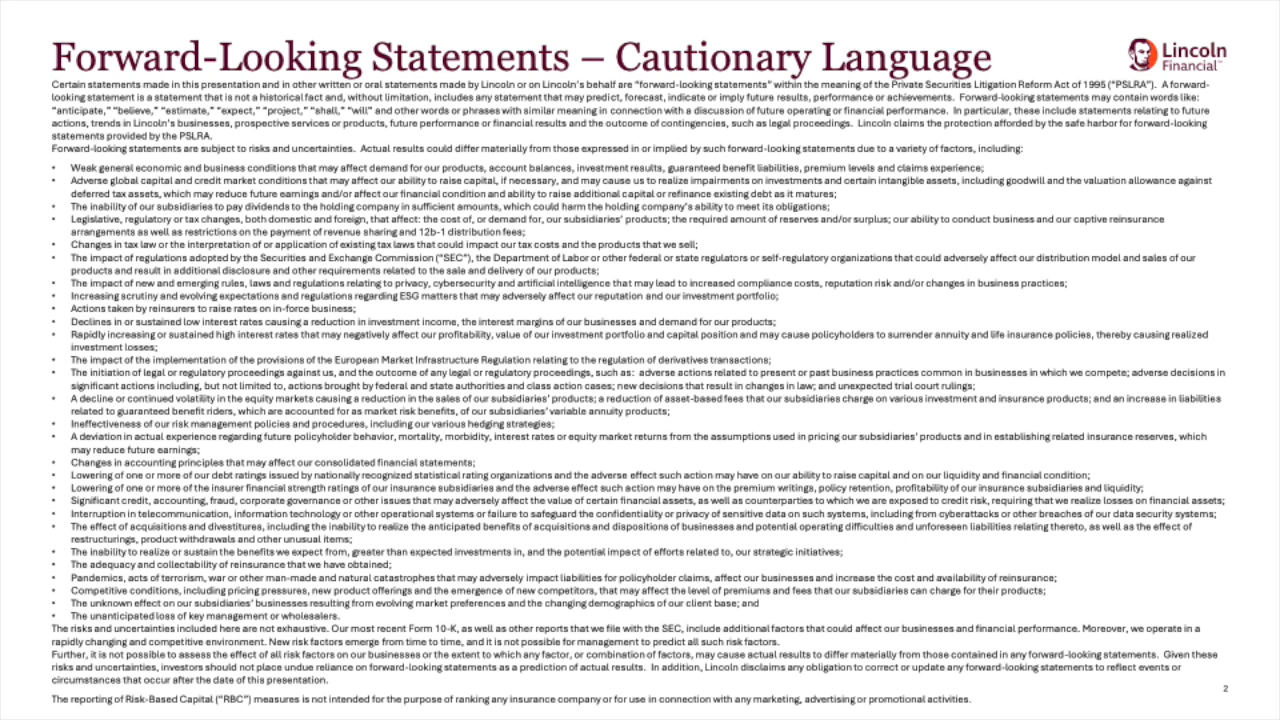 Forward-Looking Statements – Cautionary Language
Lincoln
Financial℠
Certain statements made in this presentation and in other written or oral statements made by Lincoln or on Lincoln's behalf are "forward-looking statements" within the meaning of the Private Securities Litigation Reform Act of 1995 ("PSLRA").  A forward-
looking statement is a statement that is not a historical fact and, without limitation, includes any statement that may predict, forecast, indicate or imply future results, performance or achievements.  Forward-looking statements may contain words like:
"anticipate," "believe," "estimate," "expect," "project," "shall," "will" and other words or phrases with similar meaning in connection with a discussion of future operating or financial performance.  In particular, these include statements relating to future
actions, trends in Lincoln's businesses, prospective services or products, future performance or financial results and the outcome of contingencies, such as legal proceedings.  Lincoln claims the protection afforded by the safe harbor for forward-looking
statements provided by the PSLRA.
Forward-looking statements are subject to risks and uncertainties.  Actual results could differ materially from those expressed in or implied by such forward-looking statements due to a variety of factors, including:
• Weak general economic and business conditions that may affect demand for our products, account balances, investment results, guaranteed benefit liabilities, premium levels and claims experience;
• Adverse global capital and credit market conditions that may affect our ability to raise capital, if necessary, and may cause us to realize impairments on investments and certain intangible assets, including goodwill and the valuation allowance against
deferred tax assets, which may reduce future earnings and/or affect our financial condition and ability to raise additional capital or refinance existing debt as it matures;
• The inability of our subsidiaries to pay dividends to the holding company in sufficient amounts, which could harm the holding company's ability to meet its obligations;
• Legislative, regulatory or tax changes, both domestic and foreign, that affect: the cost of, or demand for, our subsidiaries' products; the required amount of reserves and/or surplus; our ability to conduct business and our captive reinsurance
arrangements as well as restrictions on the payment of revenue sharing and 12b-1 distribution fees;
• Changes in tax law or the interpretation of or application of existing tax laws that could impact our tax costs and the products that we sell;
• The impact of regulations adopted by the Securities and Exchange Commission ("SEC"), the Department of Labor or other federal or state regulators or self-regulatory organizations that could adversely affect our distribution model and sales of our
products and result in additional disclosure and other requirements related to the sale and delivery of our products;
• The impact of new and emerging rules, laws and regulations relating to privacy, cybersecurity and artificial intelligence that may lead to increased compliance costs, reputation risk and/or changes in business practices;
• Increasing scrutiny and evolving expectations and regulations regarding ESG matters that may adversely affect our reputation and our investment portfolio;
• Actions taken by reinsurers to raise rates on in-force business;
• Declines in or sustained low interest rates causing a reduction in investment income, the interest margins of our businesses and demand for our products;
• Rapidly increasing or sustained high interest rates that may negatively affect our profitability, value of our investment portfolio and capital position and may cause policyholders to surrender annuity and life insurance policies, thereby causing realized
investment losses;
• The impact of the implementation of the provisions of the European Market Infrastructure Regulation relating to the regulation of derivatives transactions;
• The initiation of legal or regulatory proceedings against us, and the outcome of any legal or regulatory proceedings, such as:  adverse actions related to present or past business practices common in businesses in which we compete; adverse decisions in
significant actions including, but not limited to, actions brought by federal and state authorities and class action cases; new decisions that result in changes in law; and unexpected trial court rulings;
• A decline or continued volatility in the equity markets causing a reduction in the sales of our subsidiaries' products; a reduction of asset-based fees that our subsidiaries charge on various investment and insurance products; and an increase in liabilities
related to guaranteed benefit riders, which are accounted for as market risk benefits, of our subsidiaries' variable annuity products;
• Ineffectiveness of our risk management policies and procedures, including our various hedging strategies;
• A deviation in actual experience regarding future policyholder behavior, mortality, morbidity, interest rates or equity market returns from the assumptions used in pricing our subsidiaries' products and in establishing related insurance reserves, which
may reduce future earnings;
• Changes in accounting principles that may affect our consolidated financial statements;
• Lowering of one or more of our debt ratings issued by nationally recognized statistical rating organizations and the adverse effect such action may have on our ability to raise capital and on our liquidity and financial condition;
• Lowering of one or more of the insurer financial strength ratings of our insurance subsidiaries and the adverse effect such action may have on the premium writings, policy retention, profitability of our insurance subsidiaries and liquidity;
• Significant credit, accounting, fraud, corporate governance or other issues that may adversely affect the value of certain financial assets, as well as counterparties to which we are exposed to credit risk, requiring that we realize losses on financial assets;
• Interruption in telecommunication, information technology or other operational systems or failure to safeguard the confidentiality or privacy of sensitive data on such systems, including from cyberattacks or other breaches of our data security systems;
• The effect of acquisitions and divestitures, including the inability to realize the anticipated benefits of acquisitions and dispositions of businesses and potential operating difficulties and unforeseen liabilities relating thereto, as well as the effect of
restructurings, product withdrawals and other unusual items;
• The inability to realize or sustain the benefits we expect from, greater than expected investments in, and the potential impact of efforts related to, our strategic initiatives;
• The adequacy and collectability of reinsurance that we have obtained;
• Pandemics, acts of terrorism, war or other man-made and natural catastrophes that may adversely impact liabilities for policyholder claims, affect our businesses and increase the cost and availability of reinsurance;
• Competitive conditions, including pricing pressures, new product offerings and the emergence of new competitors, that may affect the level of premiums and fees that our subsidiaries can charge for their products;
• The unknown effect on our subsidiaries' businesses resulting from evolving market preferences and the changing demographics of our client base; and
• The unanticipated loss of key management or wholesalers.
The risks and uncertainties included here are not exhaustive. Our most recent Form 10-K, as well as other reports that we file with the SEC, include additional factors that could affect our businesses and financial performance. Moreover, we operate in a
rapidly changing and competitive environment. New risk factors emerge from time to time, and it is not possible for management to predict all such risk factors.
Further, it is not possible to assess the effect of all risk factors on our businesses or the extent to which any factor, or combination of factors, may cause actual results to differ materially from those contained in any forward-looking statements.  Given these
risks and uncertainties, investors should not place undue reliance on forward-looking statements as a prediction of actual results.  In addition, Lincoln disclaims any obligation to correct or update any forward-looking statements to reflect events or
circumstances that occur after the date of this presentation.
The reporting of Risk-Based Capital ("RBC") measures is not intended for the purpose of ranking any insurance company or for use in connection with any marketing, advertising or promotional activities.
2